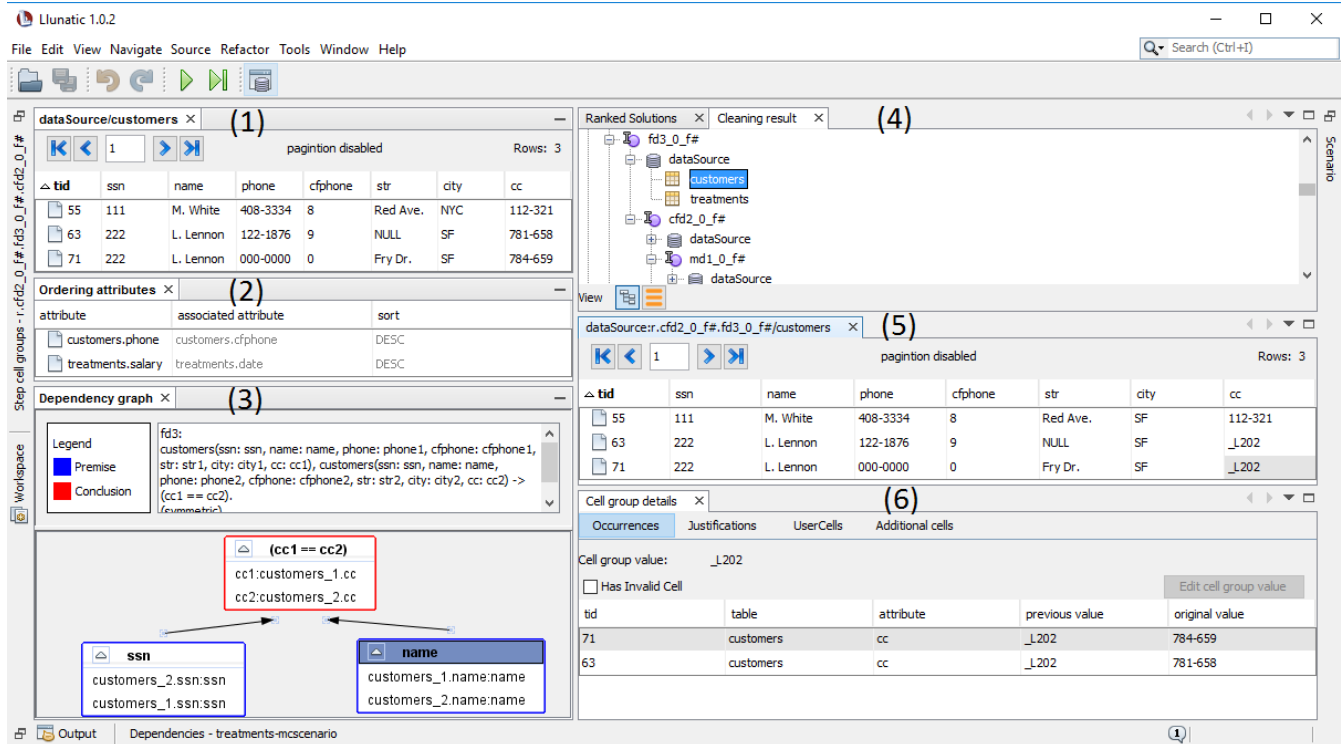 Llunatic 1.0.2
File Edit View Navigate Source Refactor Tools Window Help
Search (Ctrl+I)
Step cell groups - r.cfd2_0_f#.fd3_0_f#.cfd2_0_f#
Workspace
dataSource/customers (1)
1 pagintion disabled Rows: 3
tid ssn name phone cfphone str city cc
55 111 M. White 408-3334 8 Red Ave. NYC 112-321
63 222 L. Lennon 122-1876 9 NULL SF 781-658
71 222 L. Lennon 000-0000 0 Fry Dr. SF 784-659
Ordering attributes (2)
attribute associated attribute sort
customers.phone customers.cfphone DESC
treatments.salary treatments.date DESC
Dependency graph (3)
Legend
Premise
Conclusion
fd3:
customers(ssn: ssn, name: name, phone: phone1, cfphone: cfphone1,
str: str1, city: city1, cc: cc1), customers(ssn: ssn, name: name,
phone: phone2, cfphone: cfphone2, str: str2, city: city2, cc: cc2) ->
(cc1 == cc2).
(symmetric)
(cc1 == cc2)
cc1:customers_1.cc
cc2:customers_2.cc
ssn
customers_2.ssn:ssn
customers_1.ssn:ssn
name
customers_1.name:name
customers_2.name:name
Ranked Solutions Cleaning result (4)
fd3_0_f#
dataSource
customers
treatments
cfd2_0_f#
dataSource
md1_0_f#
dataSource
View
Scenario
dataSource:r.cfd2_0_f#.fd3_0_f#/customers (5)
1 pagintion disabled Rows: 3
tid ssn name phone cfphone str city cc
55 111 M. White 408-3334 8 Red Ave. SF 112-321
63 222 L. Lennon 122-1876 9 NULL SF _L202
71 222 L. Lennon 000-0000 0 Fry Dr. SF _L202
Cell group details (6)
Occurrences Justifications UserCells Additional cells
Cell group value: _L202
Has Invalid Cell Edit cell group value
tid table attribute previous value original value
71 customers cc _L202 784-659
63 customers cc _L202 781-658
Output Dependencies - treatments-mcscenario 1